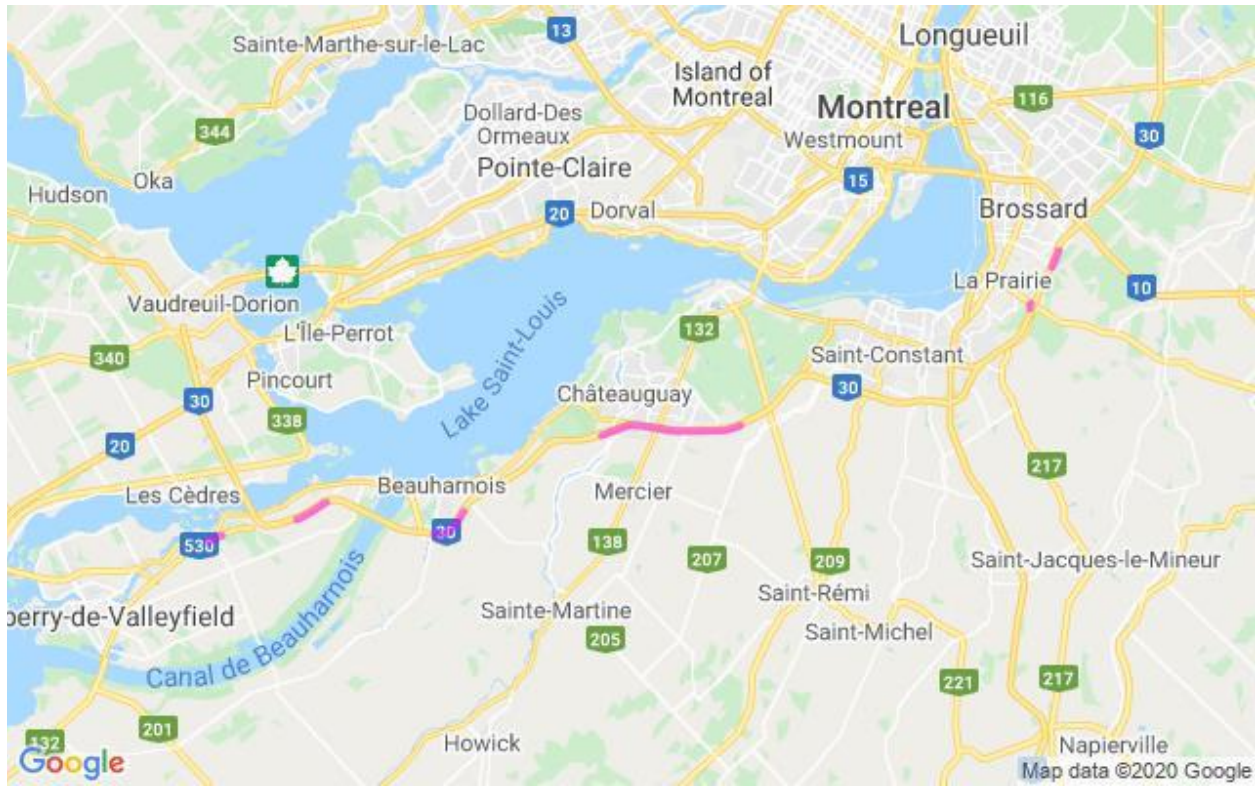 Sainte-Marthe-sur-le-Lac
13
Longueuil
Island of
Montreal
344
Dollard-Des
Ormeaux
Montreal
116
Westmount
30
Pointe-Claire
15
Oka
Hudson
20
Dorval
Brossard
Vaudreuil-Dorion
La Prairie
10
L'Île-Perrot
132
340
Lake Saint-Louis
Saint-Constant
Pincourt
30
Châteauguay
30
338
20
217
Les Cèdres
Beauharnois
Mercier
530
30
138
207
209
Saint-Jacques-le-Mineur
Saint-Rémi
berry-de-Valleyfield
Sainte-Martine
205
Saint-Michel
Canal de Beauharnois
221
217
201
132
Howick
Napierville
Google
Map data ©2020 Google